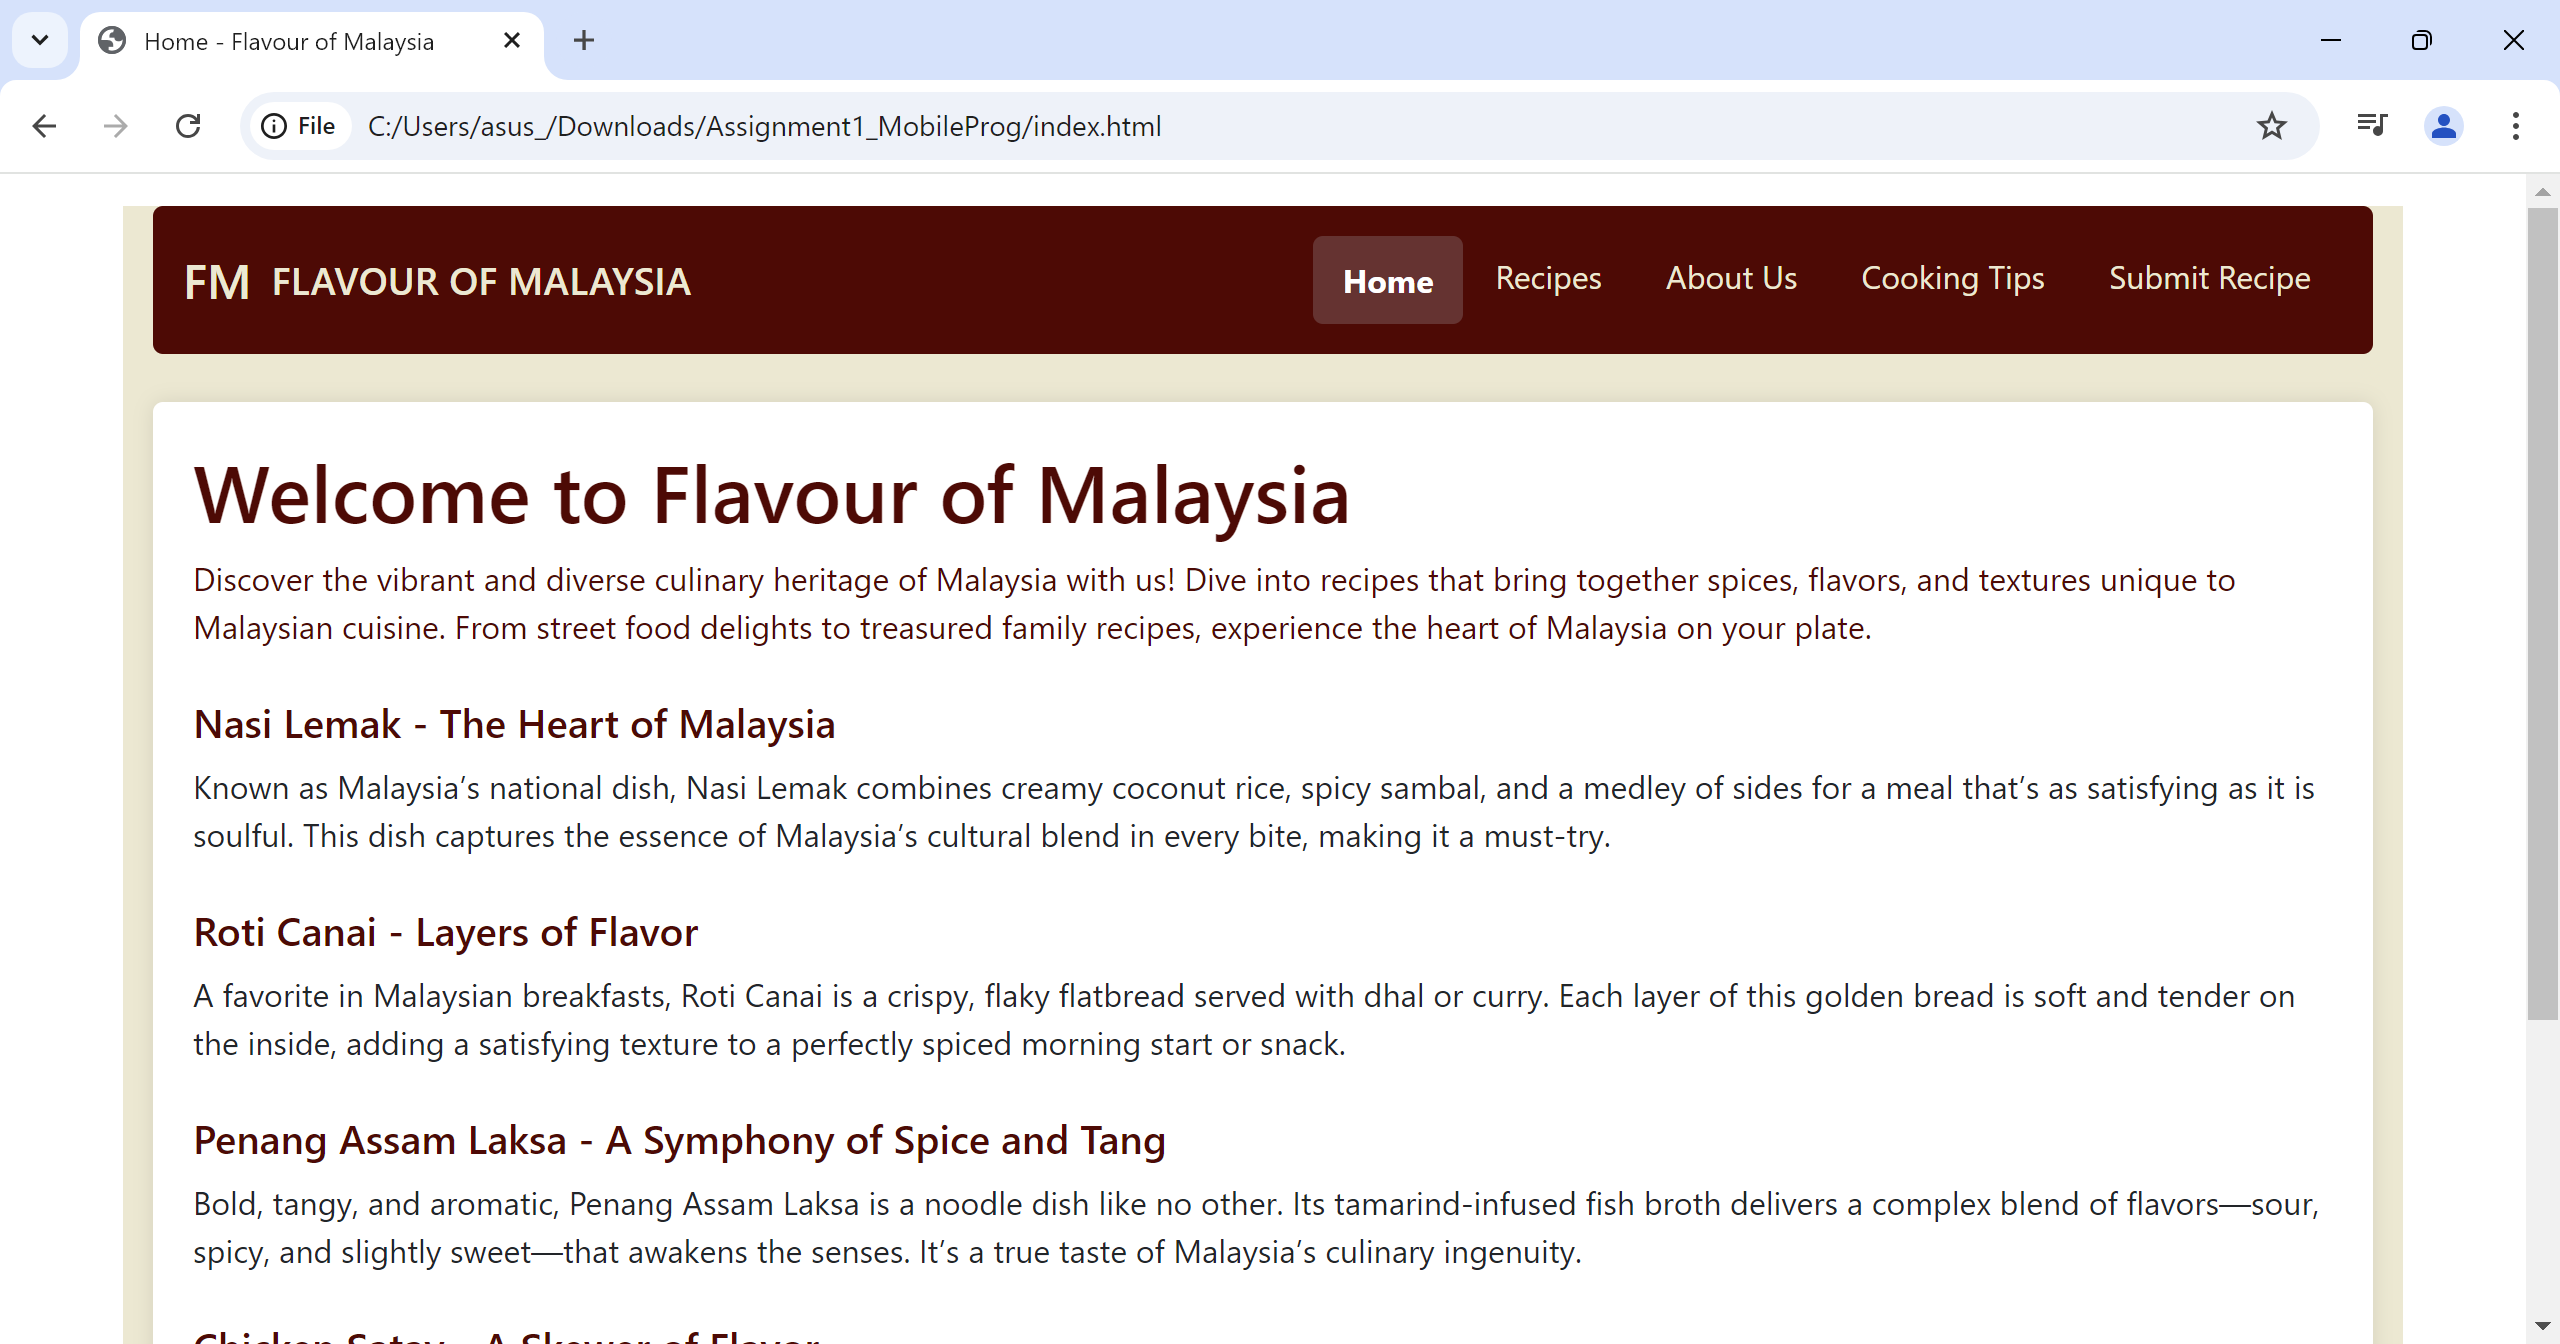 Home - Flavour of Malaysia
File C:/Users/asus_/Downloads/Assignment1_MobileProg/index.html
FM FLAVOUR OF MALAYSIA Home Recipes About Us Cooking Tips Submit Recipe
Welcome to Flavour of Malaysia
Discover the vibrant and diverse culinary heritage of Malaysia with us! Dive into recipes that bring together spices, flavors, and textures unique to
Malaysian cuisine. From street food delights to treasured family recipes, experience the heart of Malaysia on your plate.
Nasi Lemak - The Heart of Malaysia
Known as Malaysia’s national dish, Nasi Lemak combines creamy coconut rice, spicy sambal, and a medley of sides for a meal that’s as satisfying as it is
soulful. This dish captures the essence of Malaysia’s cultural blend in every bite, making it a must-try.
Roti Canai - Layers of Flavor
A favorite in Malaysian breakfasts, Roti Canai is a crispy, flaky flatbread served with dhal or curry. Each layer of this golden bread is soft and tender on
the inside, adding a satisfying texture to a perfectly spiced morning start or snack.
Penang Assam Laksa - A Symphony of Spice and Tang
Bold, tangy, and aromatic, Penang Assam Laksa is a noodle dish like no other. Its tamarind-infused fish broth delivers a complex blend of flavors—sour,
spicy, and slightly sweet—that awakens the senses. It’s a true taste of Malaysia’s culinary ingenuity.
Chicken Satay - A Skewer of Flavor